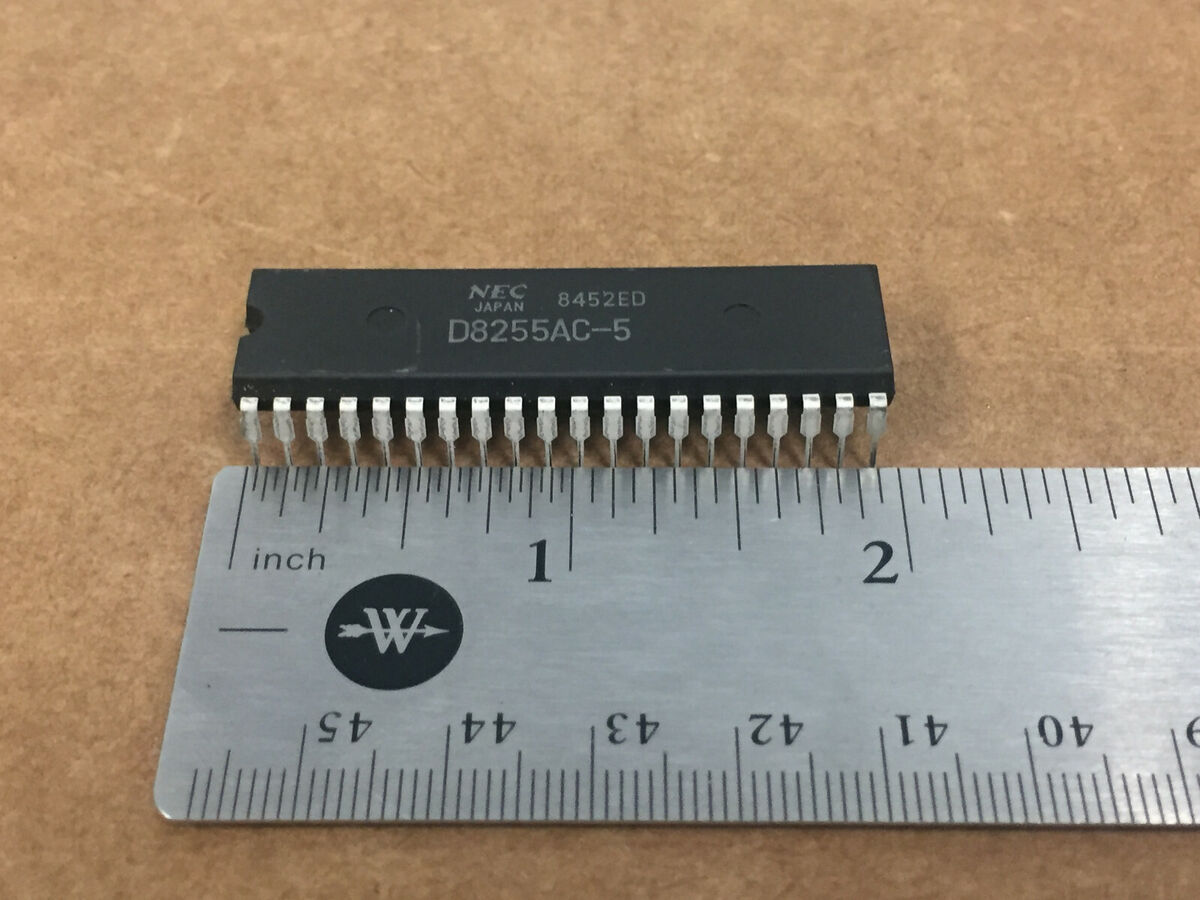 NEC 8452ED
JAPAN
D8255AC-5
1 2
inch
W
45 44 43 42 41 40